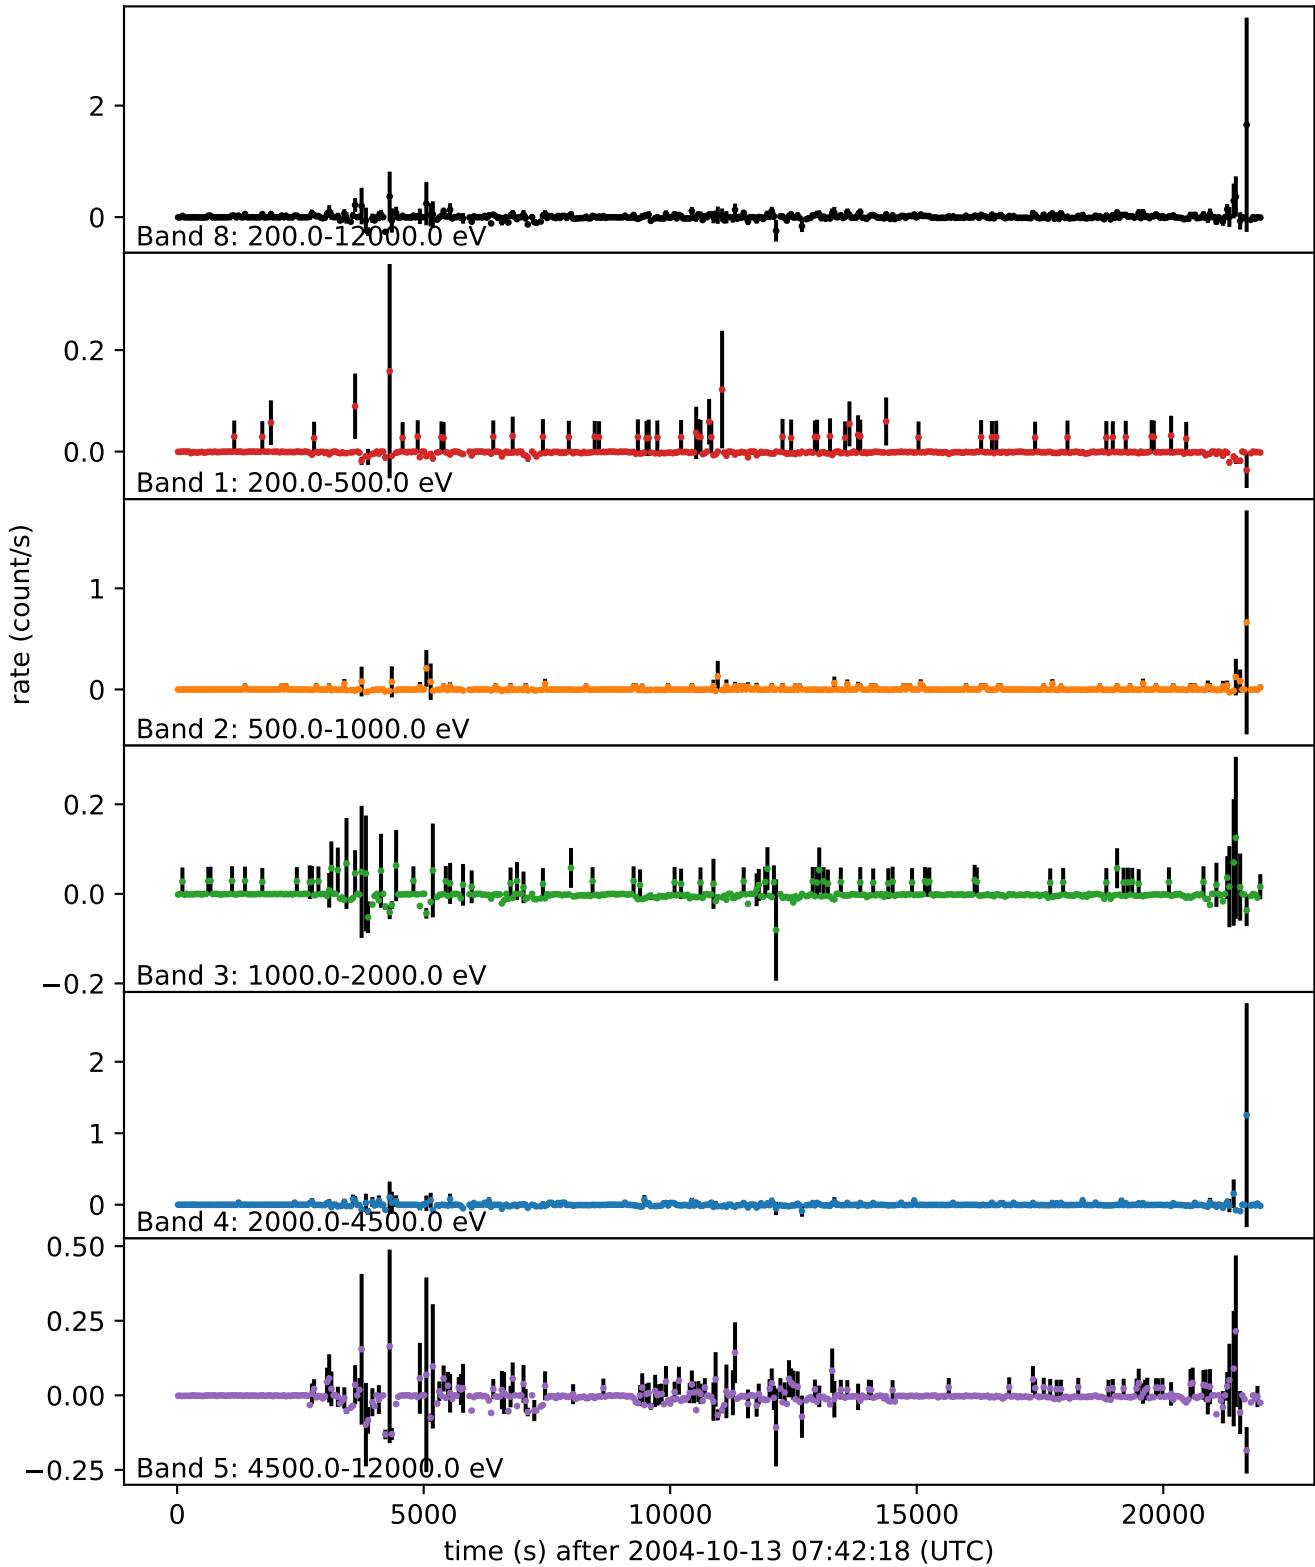 2
0
Band 8: 200.0-12000.0 eV
0.2
0.0
Band 1: 200.0-500.0 eV
rate (count/s)
1
0
Band 2: 500.0-1000.0 eV
0.2
0.0
−0.2
Band 3: 1000.0-2000.0 eV
2
1
0
Band 4: 2000.0-4500.0 eV
0.50
0.25
0.00
−0.25
Band 5: 4500.0-12000.0 eV
0 5000 10000 15000 20000
time (s) after 2004-10-13 07:42:18 (UTC)